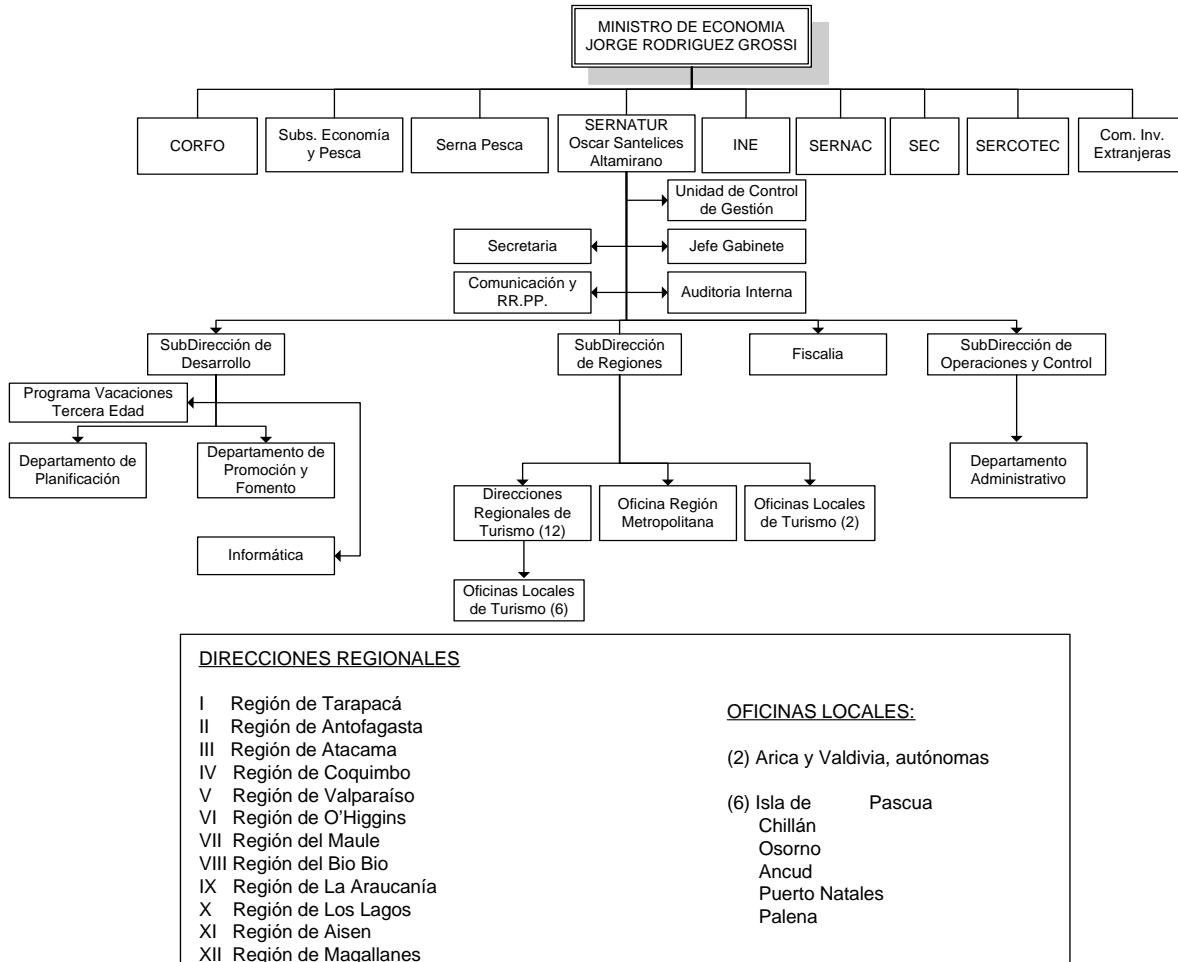 MINISTRO DE ECONOMIA
JORGE RODRIGUEZ GROSSI
CORFO
Subs. Economía
y Pesca
Serna Pesca
SERNATUR
Oscar Santelices
Altamirano
INE
SERNAC
SEC
SERCOTEC
Com. Inv.
Extranjeras
Unidad de Control
de Gestión
Secretaria
Jefe Gabinete
Comunicación y
RR.PP.
Auditoria Interna
SubDirección de
Desarrollo
SubDirección
de Regiones
Fiscalia
SubDirección de
Operaciones y Control
Programa Vacaciones
Tercera Edad
Departamento de
Planificación
Departamento de
Promoción y
Fomento
Informática
Direcciones
Regionales de
Turismo (12)
Oficina Región
Metropolitana
Oficinas Locales
de Turismo (2)
Departamento
Administrativo
Oficinas Locales
de Turismo (6)
DIRECCIONES REGIONALES
I Región de Tarapacá
II Región de Antofagasta
III Región de Atacama
IV Región de Coquimbo
V Región de Valparaíso
VI Región de O'Higgins
VII Región del Maule
VIII Región del Bio Bio
IX Región de La Araucanía
X Región de Los Lagos
XI Región de Aisen
XII Región de Magallanes
OFICINAS LOCALES:
(2) Arica y Valdivia, autónomas
(6) Isla de Pascua
Chillán
Osorno
Ancud
Puerto Natales
Palena